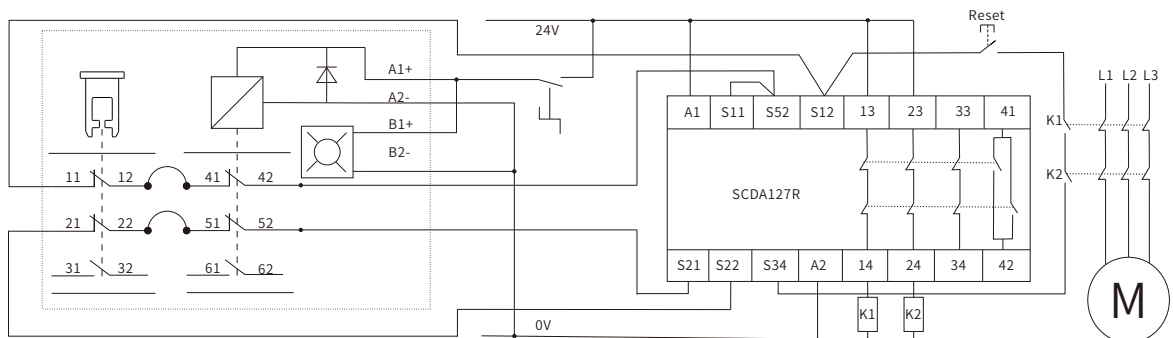 Reset
24V
L1 L2 L3
A1+
A2-
B1+
B2-
A1 S11 S52 S12 13 23 33 41
K1
K2
11 12 41 42
SCDA127R
21 22 51 52
31 32 61 62
S21 S22 S34 A2 14 24 34 42
M
K1 K2
0V